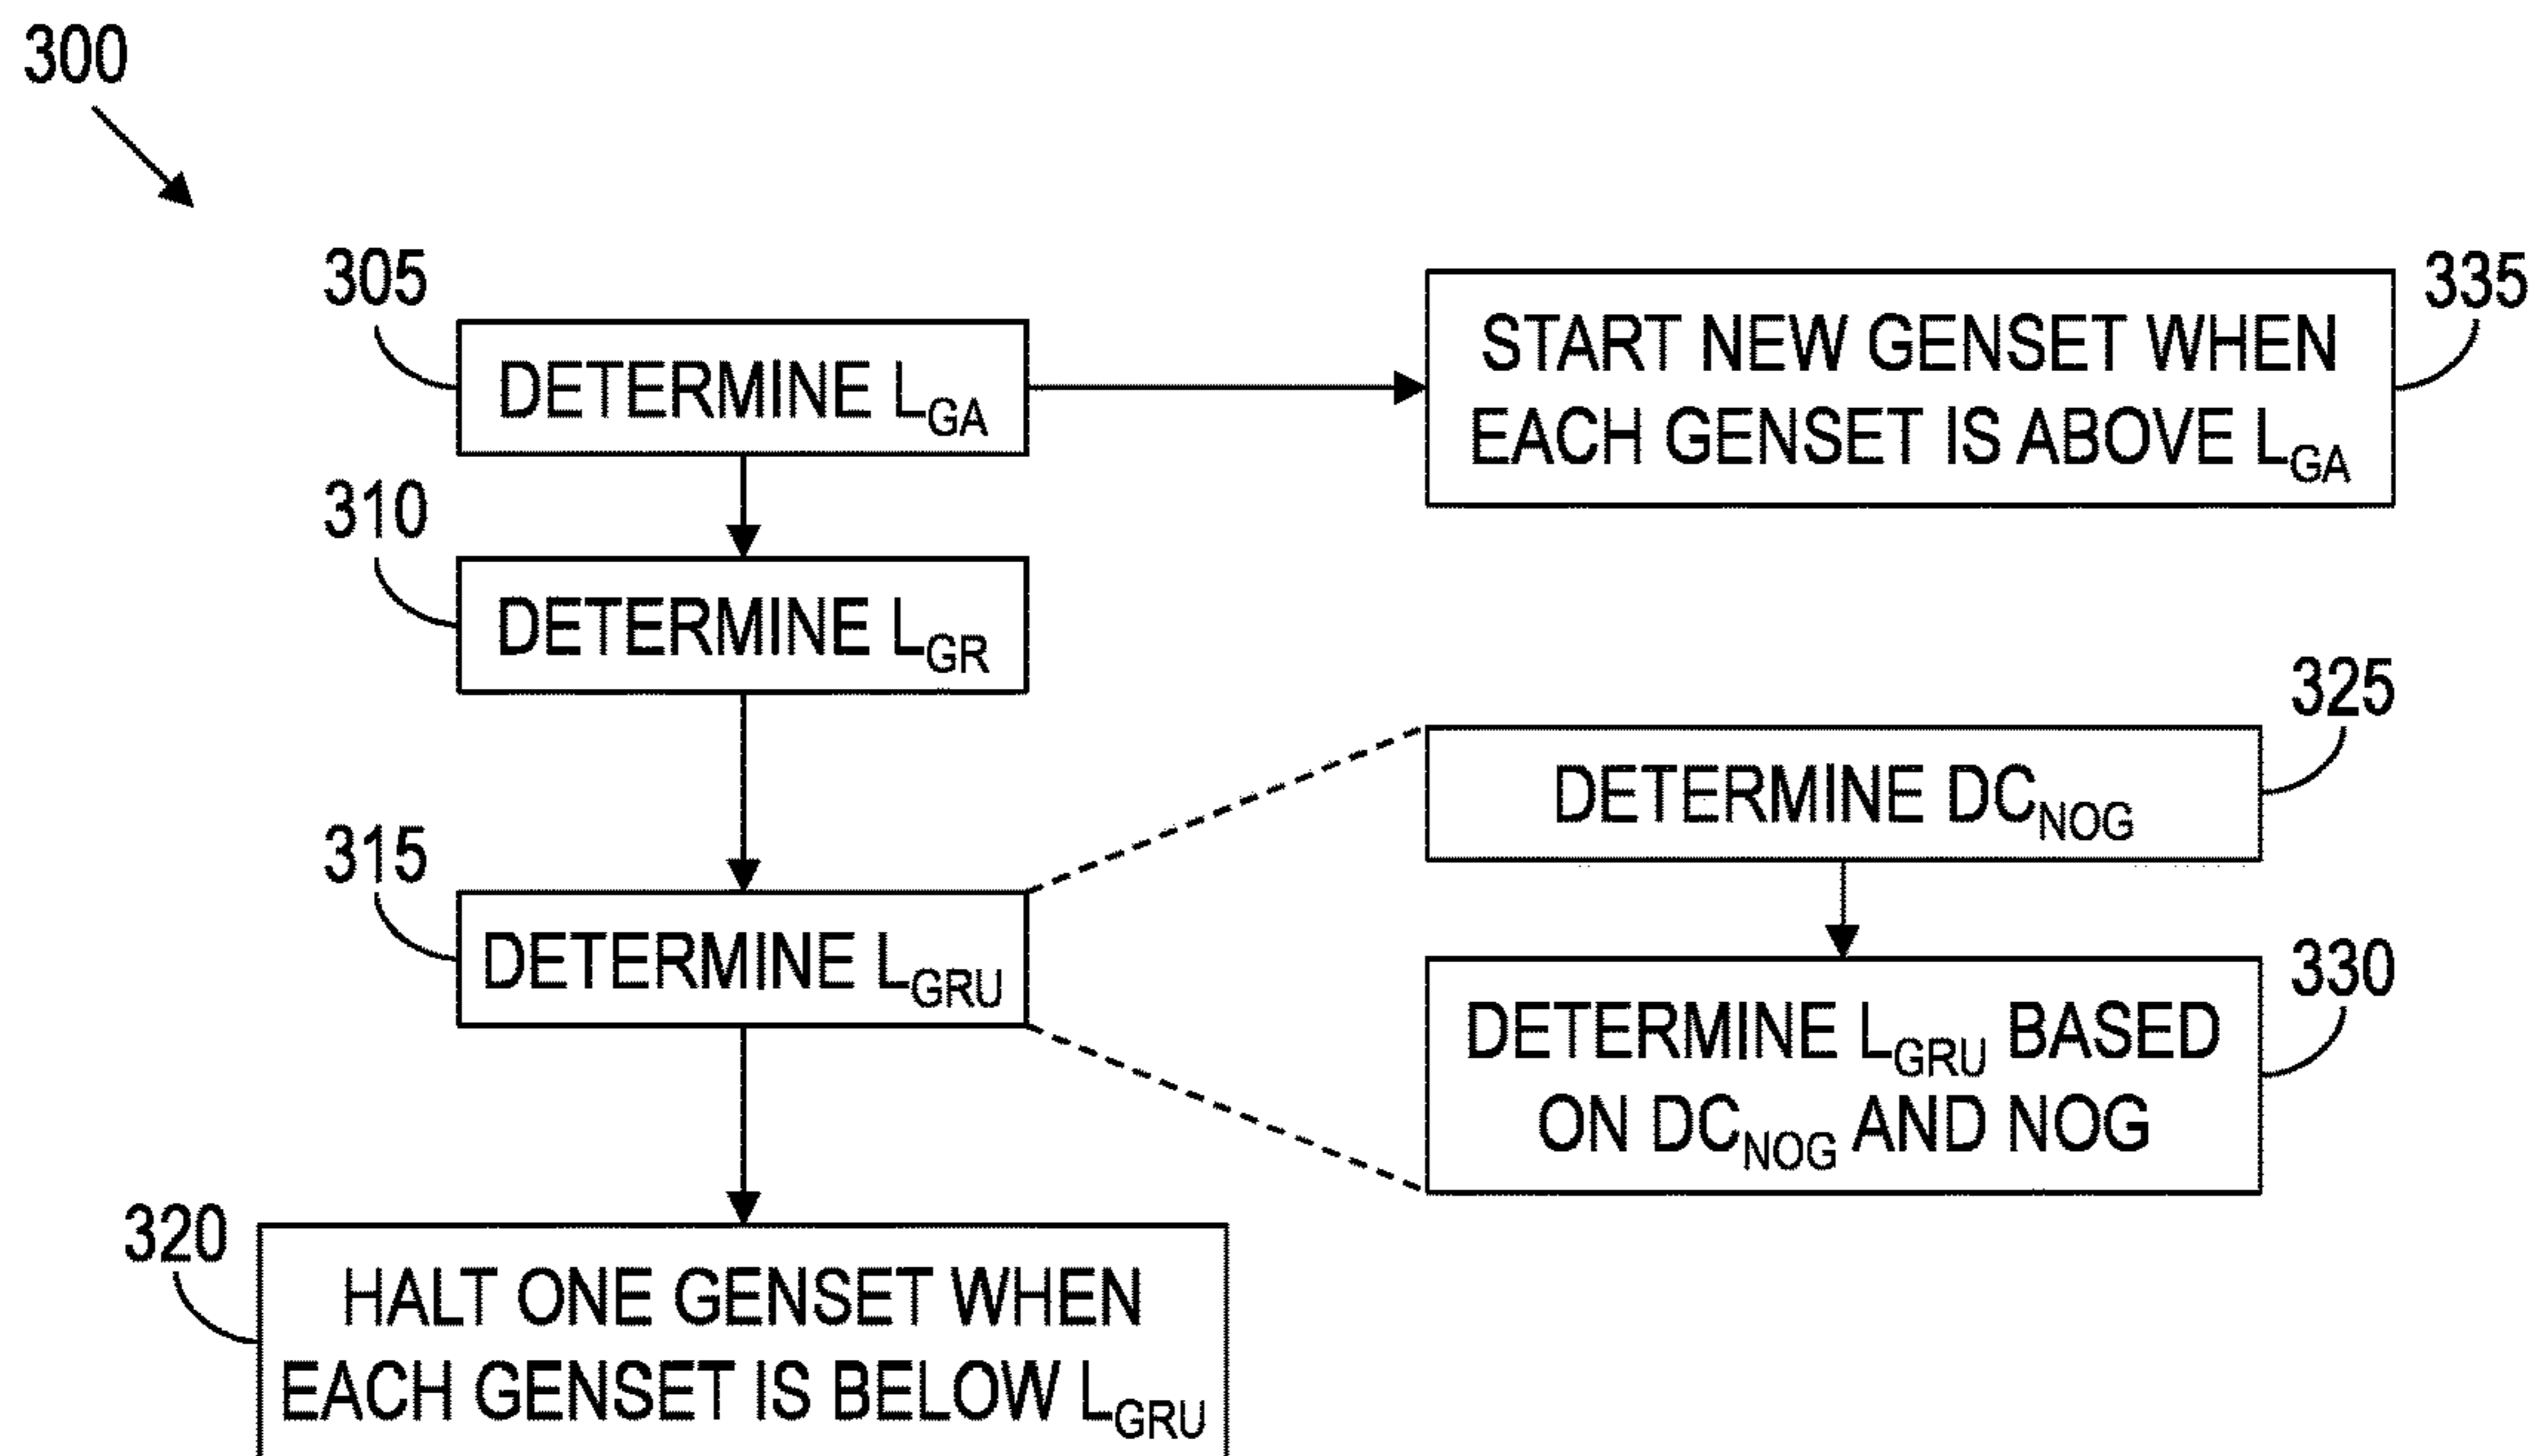 300
305
DETERMINE LGA
335
START NEW GENSET WHEN
EACH GENSET IS ABOVE LGA
310
DETERMINE LGR
325
DETERMINE DCNOG
315
DETERMINE LGRU
330
DETERMINE LGRU BASED
ON DCNOG AND NOG
320
HALT ONE GENSET WHEN
EACH GENSET IS BELOW LGRU